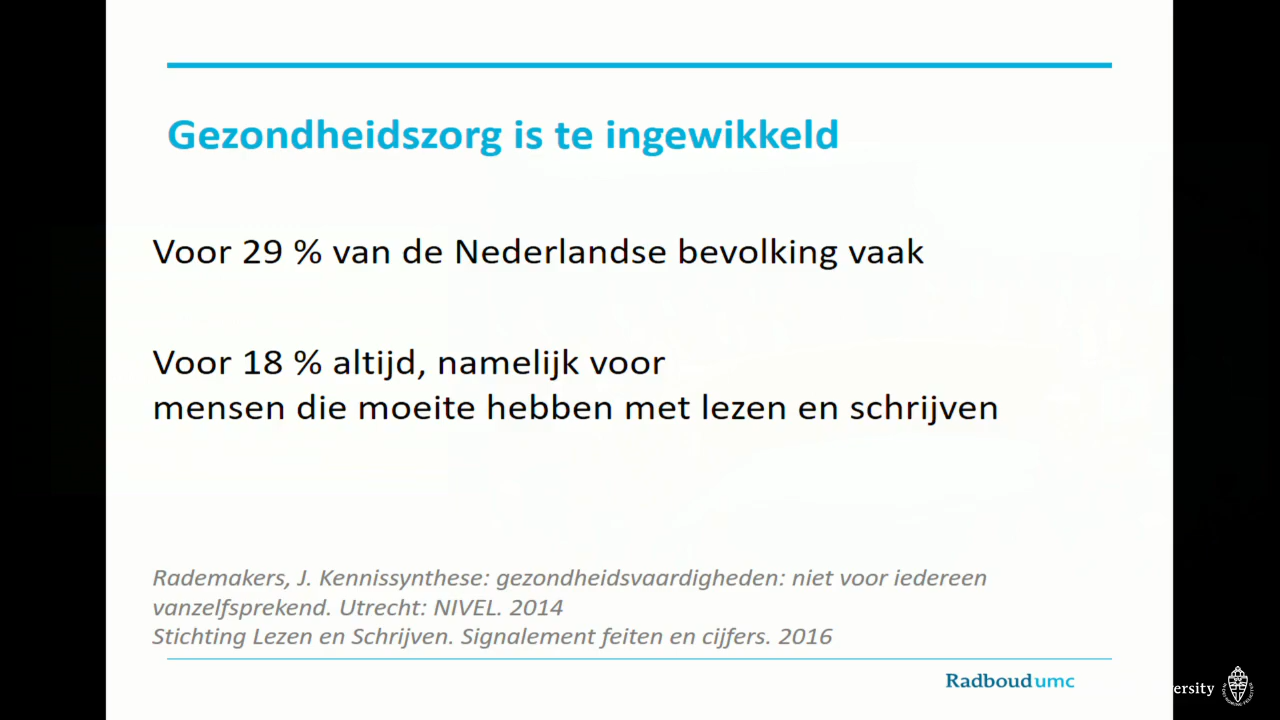 Gezondheidszorg is te ingewikkeld
Voor 29 % van de Nederlandse bevolking vaak
Voor 18 % altijd, namelijk voor
mensen die moeite hebben met lezen en schrijven
Rademakers, J. Kennissynthese: gezondheidsvaardigheden: niet voor iedereen
vanzelfsprekend. Utrecht: NIVEL. 2014
Stichting Lezen en Schrijven. Signalement feiten en cijfers. 2016
Radboudumc
ersity